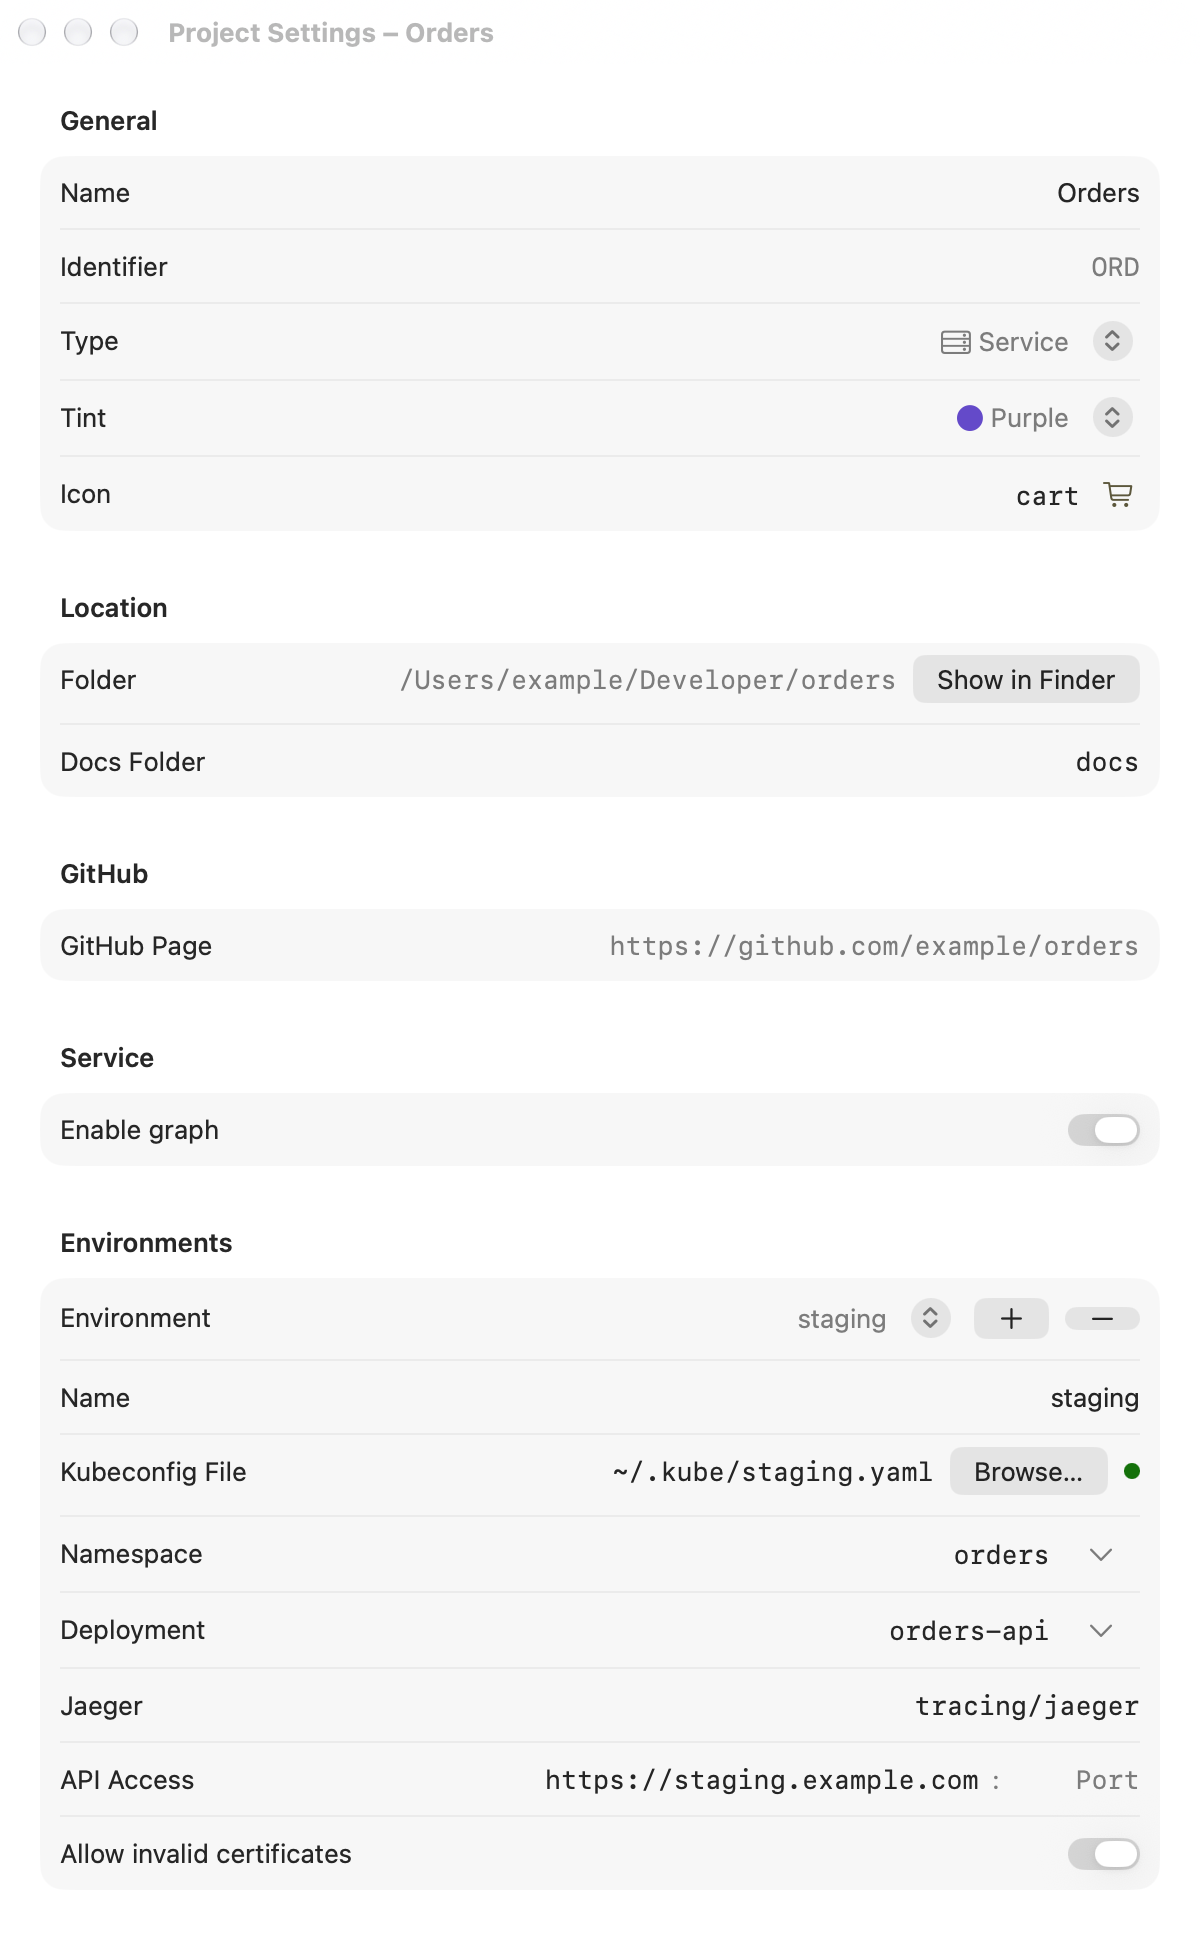 Project Settings – Orders
General
Name Orders
Identifier ORD
Type Service
Tint Purple
Icon cart
Location
Folder /Users/example/Developer/orders Show in Finder
Docs Folder docs
GitHub
GitHub Page https://github.com/example/orders
Service
Enable graph
Environments
Environment staging + −
Name staging
Kubeconfig File ~/.kube/staging.yaml Browse...
Namespace orders
Deployment orders-api
Jaeger tracing/jaeger
API Access https://staging.example.com : Port
Allow invalid certificates